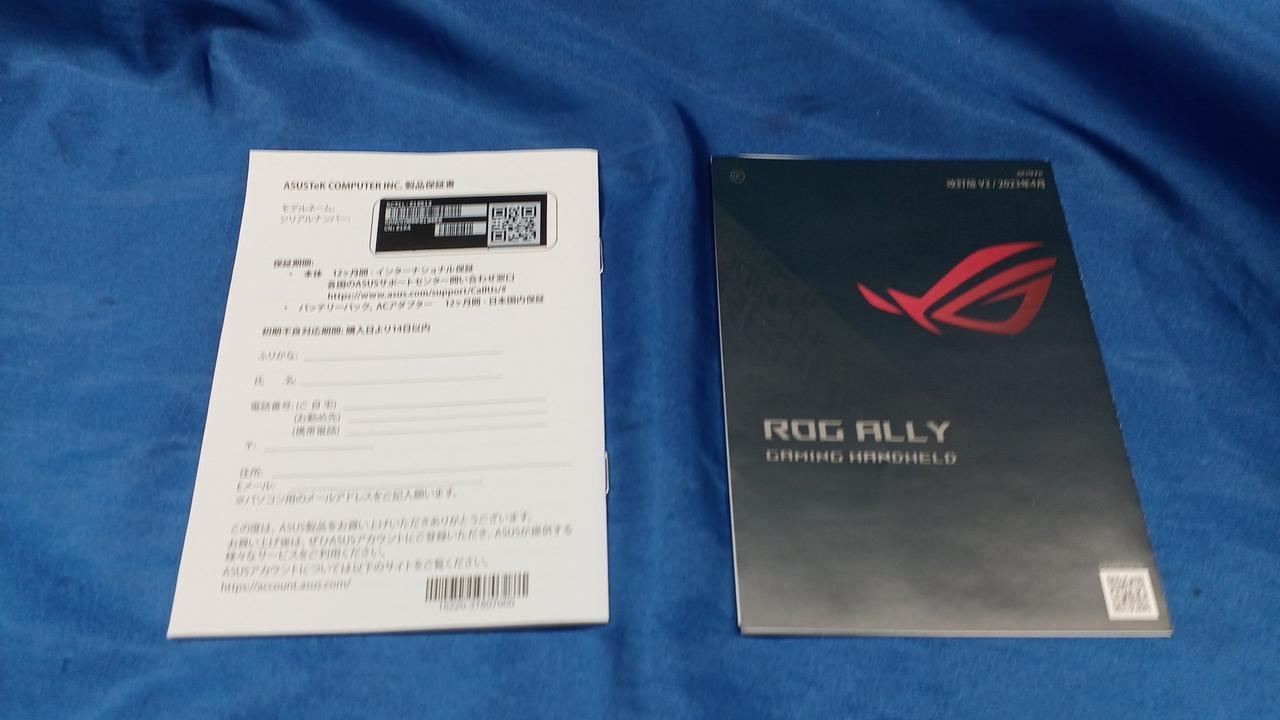 ASUSTeK COMPUTER INC. 製品保証書
モデルネーム:
シリアルナンバー:
保証期間:
・ 本体 12ヶ月間 - インターナショナル保証
各国のASUSサポートセンター問い合わせ窓口
https://www.asus.com/support/CallUs/#
・ バッテリーパック, ACアダプター 12ヶ月間 - 日本国内保証
初期不良対応期間: 購入日より14日以内
ふりがな:
氏 名:
電話番号: (ご自宅)
(お勤め先)
(携帯電話)
〒:
住所:
Eメール:
※パソコン用のメールアドレスをご記入願います。
この度は、ASUS製品をお買い上げいただきありがとうございます。
お買い上げ後は、ぜひASUSアカウントにご登録いただき、ASUSが提供する
様々なサービスをご利用ください。
ASUSアカウントについては以下のサイトをご覧ください。
https://account.asus.com/
15220-37807000
改訂版 V2 / 2023年4月
ROG ALLY
GAMING HANDHELD